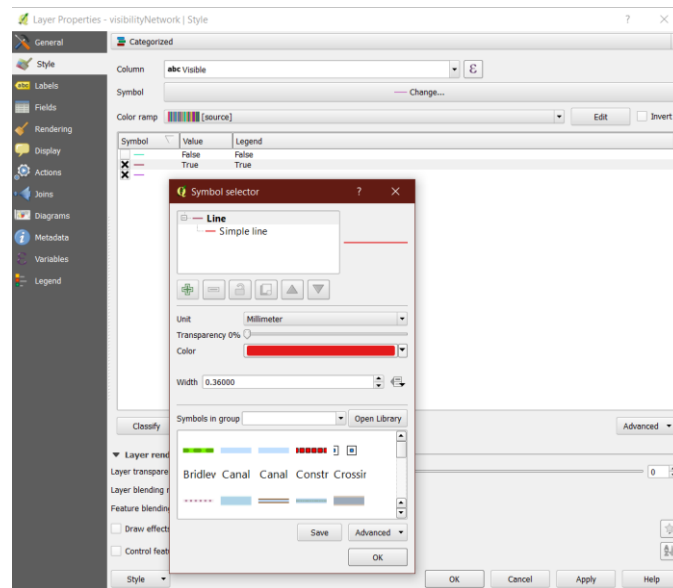 Layer Properties - visibilityNetwork | Style ? ×
General
Style
abc Labels
Fields
Rendering
Display
Actions
Joins
Diagrams
Metadata
Variables
Legend
Categorized
Column abc Visible ε
Symbol Change...
Color ramp [source] Edit Invert
Symbol Value Legend
False False
True True
Symbol selector ? ×
Line
Simple line
Unit Millimeter
Transparency 0%
Color
Width 0.36000
Symbols in group Open Library
Bridlev Canal Canal Constr Crossin
Save Advanced
OK
Classify Advanced
Layer rend
Layer transpare 0
Layer blending r
Feature blending
Draw effects
Control feat
Style OK Cancel Apply Help